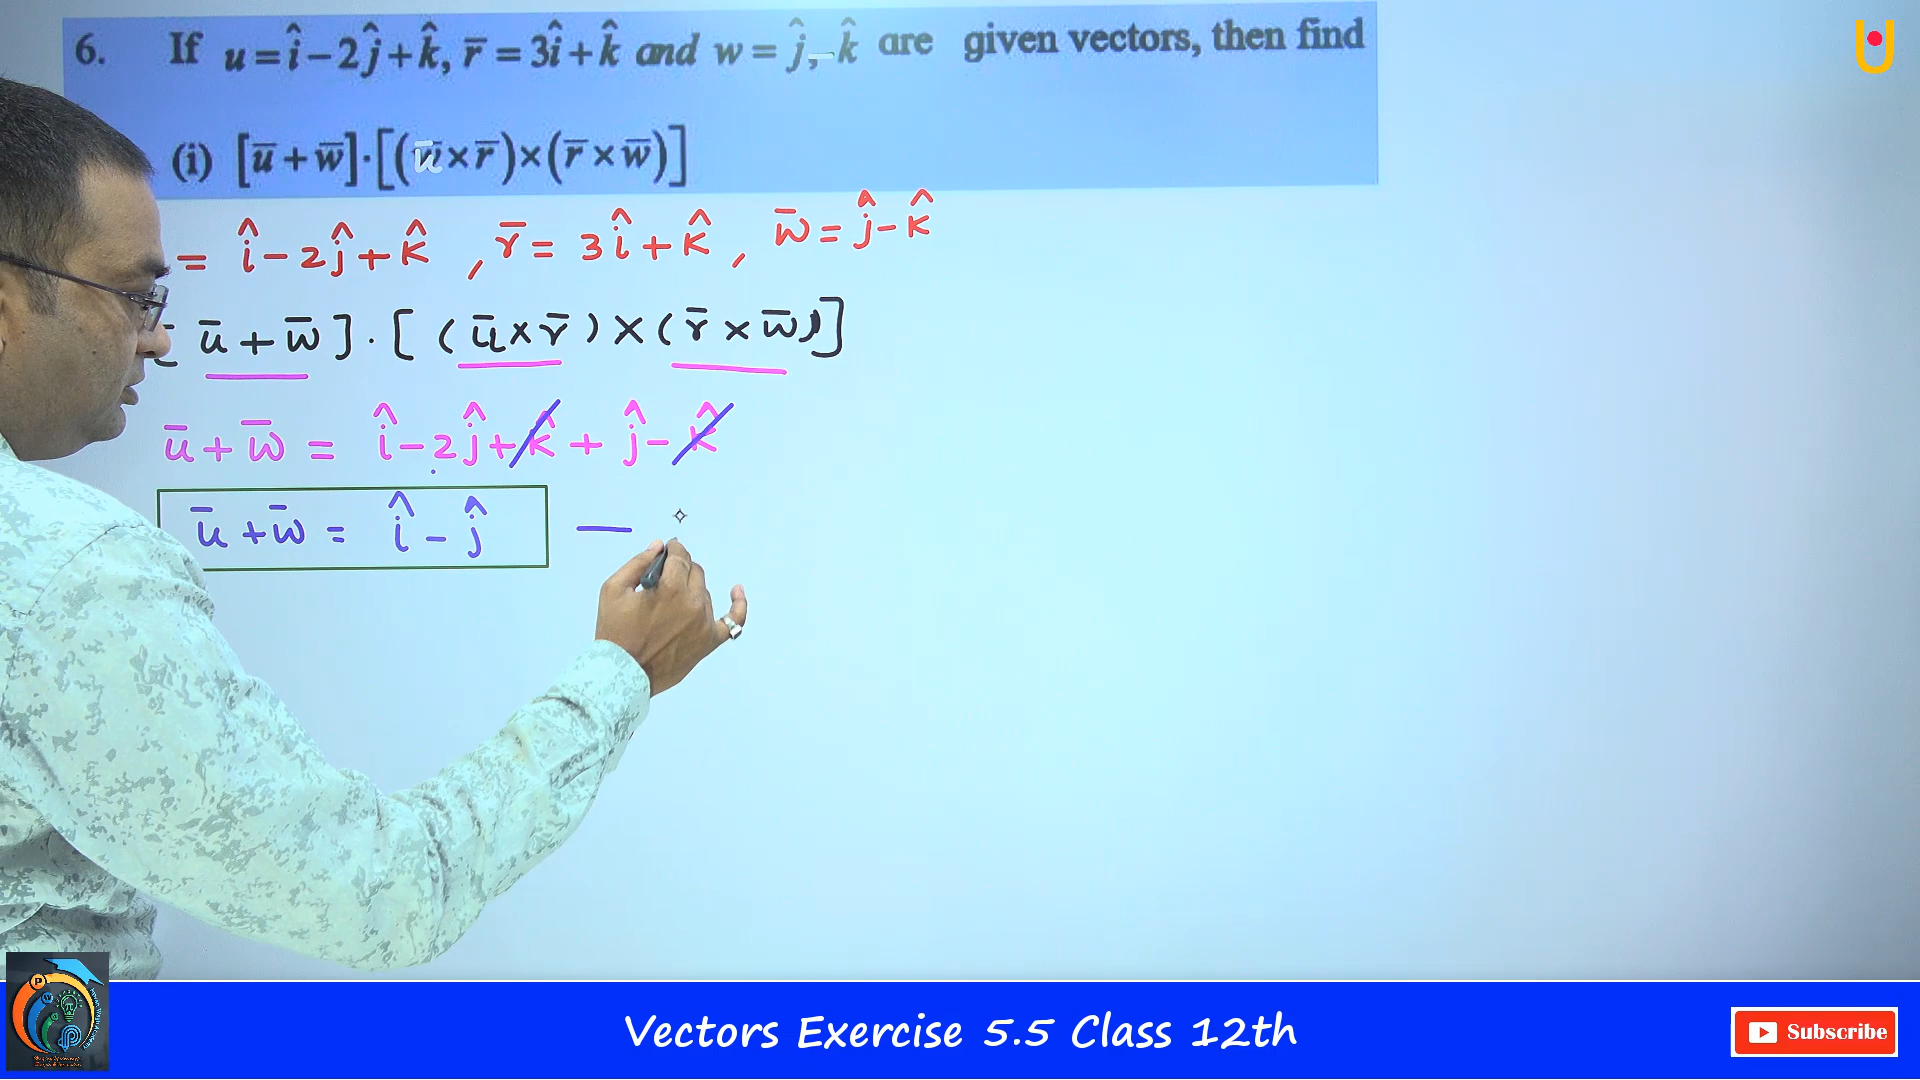 6. If u = î − 2ĵ + k̂, r̄ = 3î + k̂ and w = ĵ, − k̂ are given vectors, then find
(i) [ū + w̄]·[(ū × r̄) × (r̄ × w̄)]
= î − 2ĵ + k̂ , r̄ = 3î + k̂ , w̄ = ĵ − k̂
[ ū + w̄ ] · [ ( ū × r̄ ) × ( r̄ × w̄ ) ]
ū + w̄ = î − 2ĵ + k̂ + ĵ − k̂
ū + w̄ = î − ĵ —
Vectors Exercise 5.5 Class 12th
Subscribe